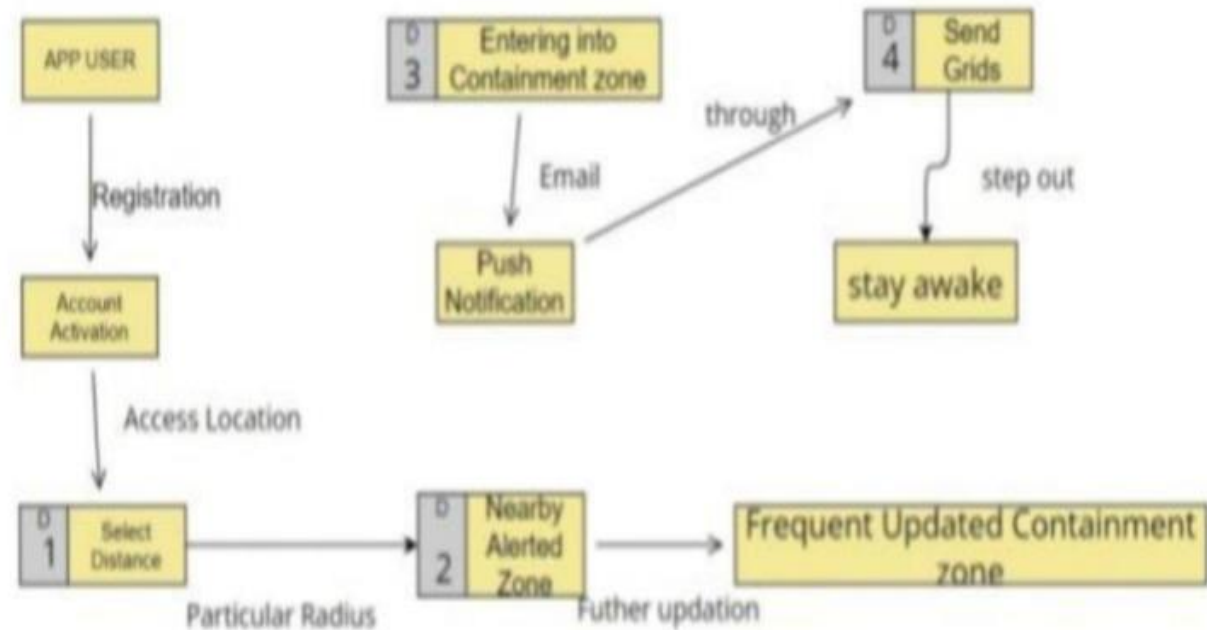 APP USER
Registration
Account
Activation
Access Location
D
1
Select
Distance
Particular Radius
D
2
Nearby
Alerted
Zone
Futher updation
Frequent Updated Containment
zone
D
3
Entering into
Containment zone
Email
Push
Notification
through
D
4
Send
Grids
step out
stay awake